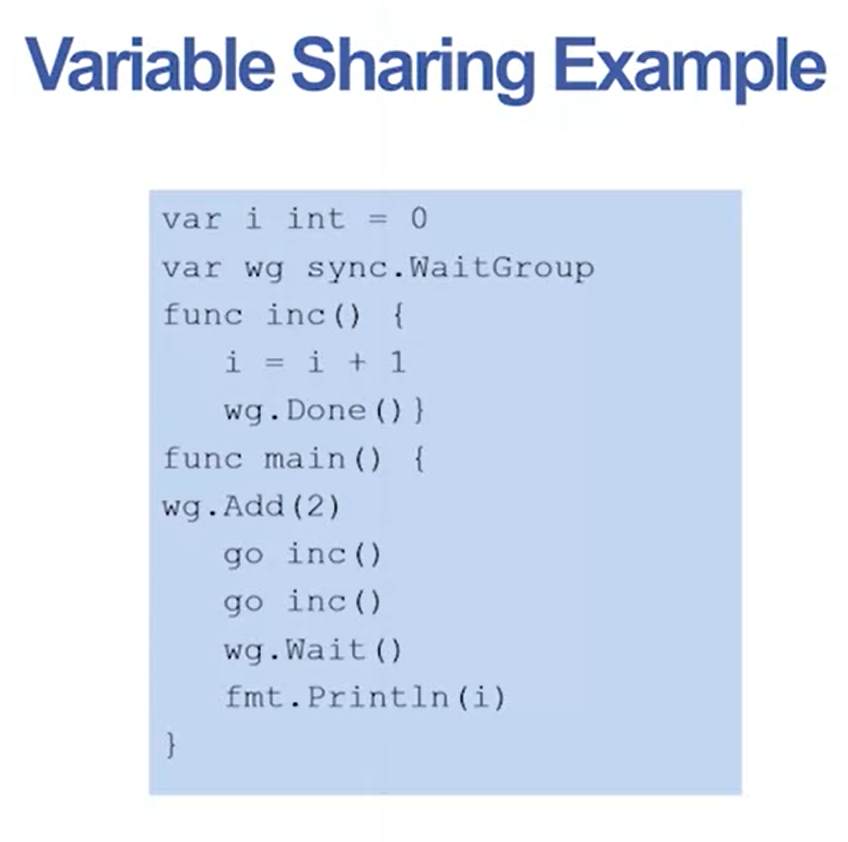 Variable Sharing Example
var i int = 0
var wg sync.WaitGroup
func inc() {
i = i + 1
wg.Done()}
func main() {
wg.Add(2)
go inc()
go inc()
wg.Wait()
fmt.Println(i)
}